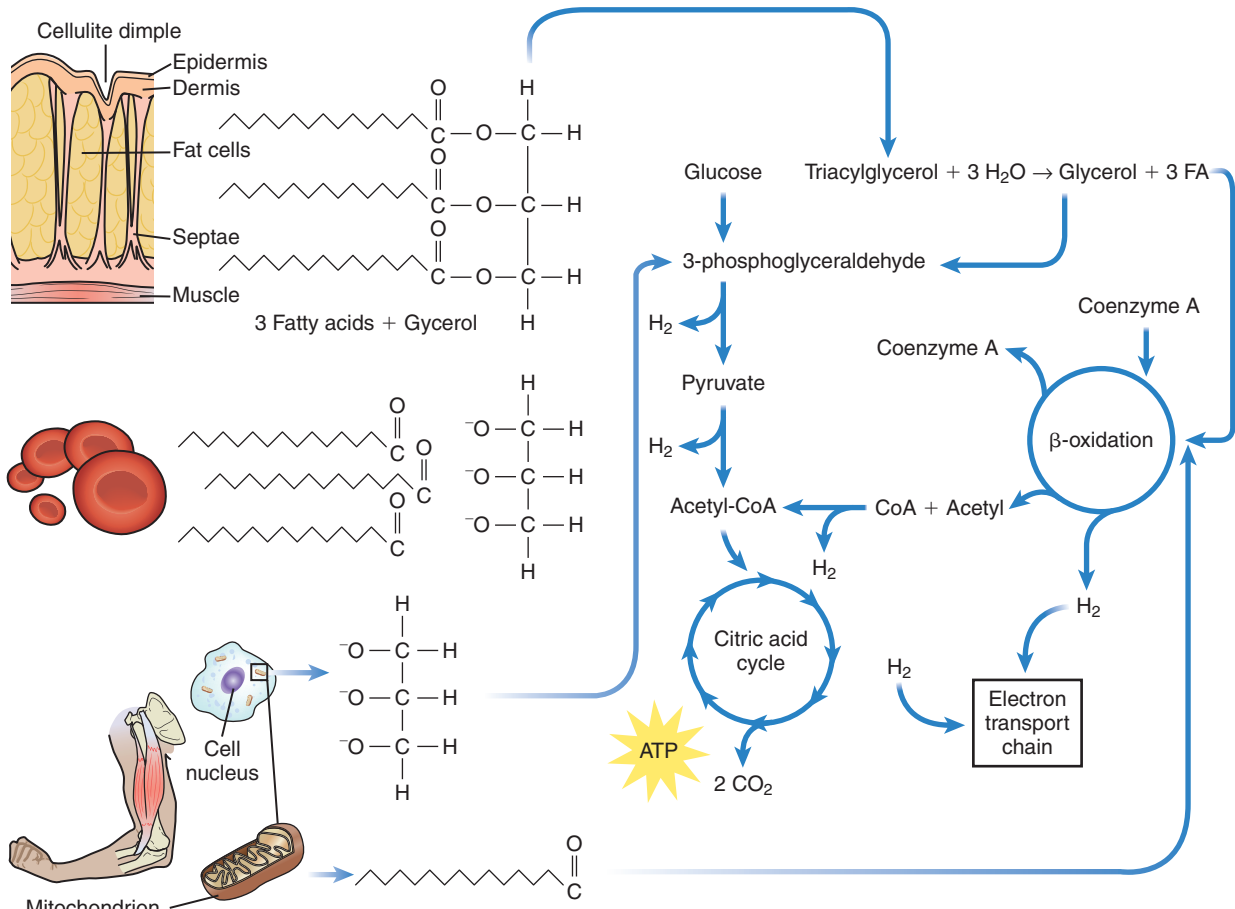 Cellulite dimple
Epidermis
Dermis
Fat cells
Septae
Muscle
O
H
C — O — C — H
O
C — O — C — H
O
C — O — C — H
H
3 Fatty acids + Gycerol
Glucose
Triacylglycerol + 3 H₂O → Glycerol + 3 FA
3-phosphoglyceraldehyde
H₂
Pyruvate
H₂
Acetyl-CoA
CoA + Acetyl
H₂
Coenzyme A
Coenzyme A
β-oxidation
H₂
H₂
Electron
transport
chain
Citric acid
cycle
ATP
2 CO₂
O
C
O
C
O
C
H
⁻O — C — H
⁻O — C — H
⁻O — C — H
H
H
⁻O — C — H
⁻O — C — H
⁻O — C — H
H
Cell
nucleus
Mitochondrion
O
C